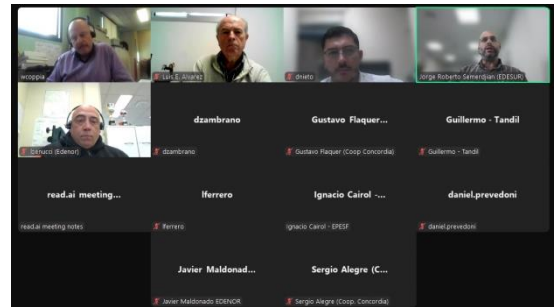 wcoppia
Luis E. Alvarez
dnieto
Jorge Roberto Semerdjian (EDESUR)
(Edenor)
dzambrano
dzambrano
Gustavo Flaquer...
Gustavo Flaquer (Coop Concordia)
Guillermo - Tandil
Guillermo - Tandil
read.ai meeting...
read.ai meeting notes
lferrero
lferrero
Ignacio Cairol -...
Ignacio Cairol - EPESF
daniel.prevedoni
daniel.prevedoni
Javier Maldonad...
Javier Maldonado EDENOR
Sergio Alegre (C...
Sergio Alegre (Coop. Concordia)